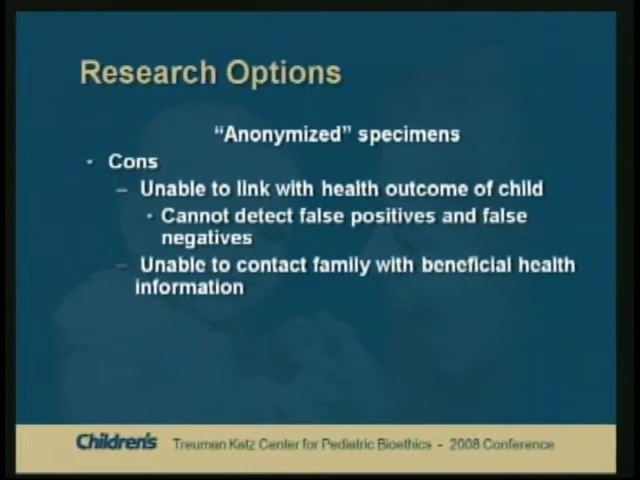 Research Options
“Anonymized” specimens
• Cons
– Unable to link with health outcome of child
• Cannot detect false positives and false
negatives
– Unable to contact family with beneficial health
information
Children's Treuman Katz Center for Pediatric Bioethics - 2008 Conference